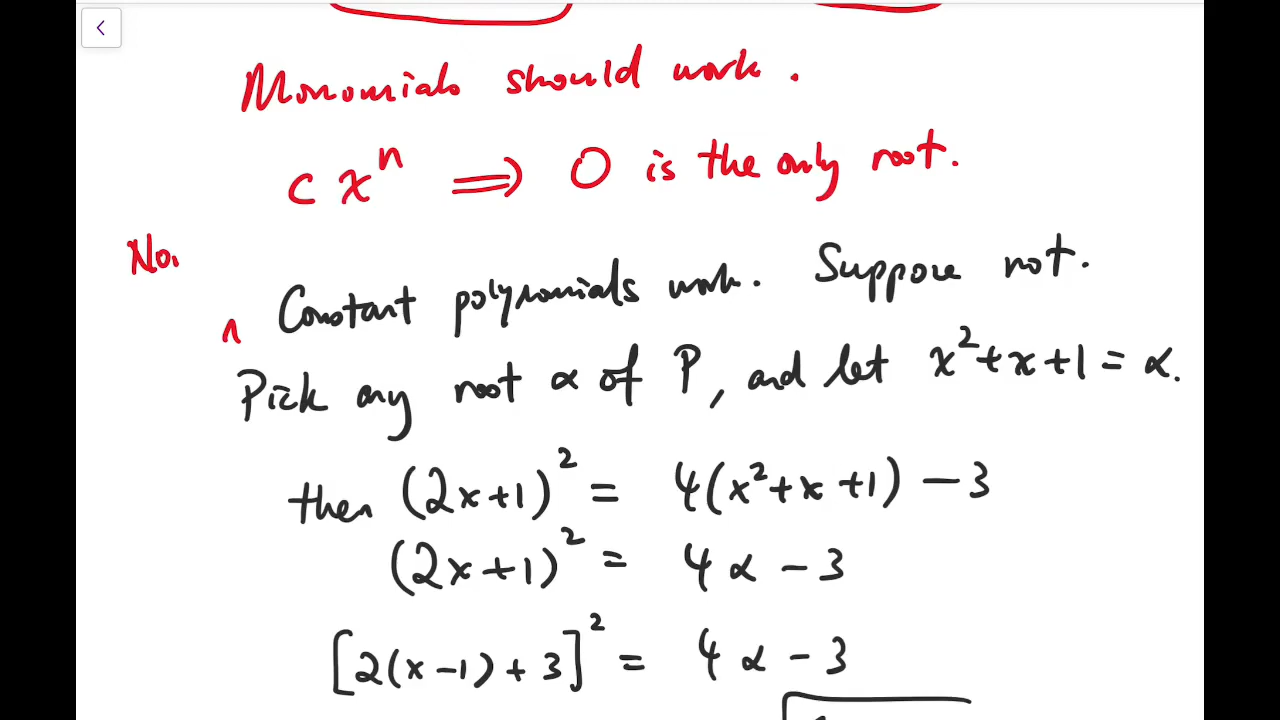 Monomials should work.
c x^n ⟹ 0 is the only root.
No.
Constant polynomials work. Suppose not.
Pick any root α of P, and let x²+x+1 = α.
then (2x+1)² = 4(x²+x+1) − 3
(2x+1)² = 4α − 3
[2(x−1)+3]² = 4α − 3